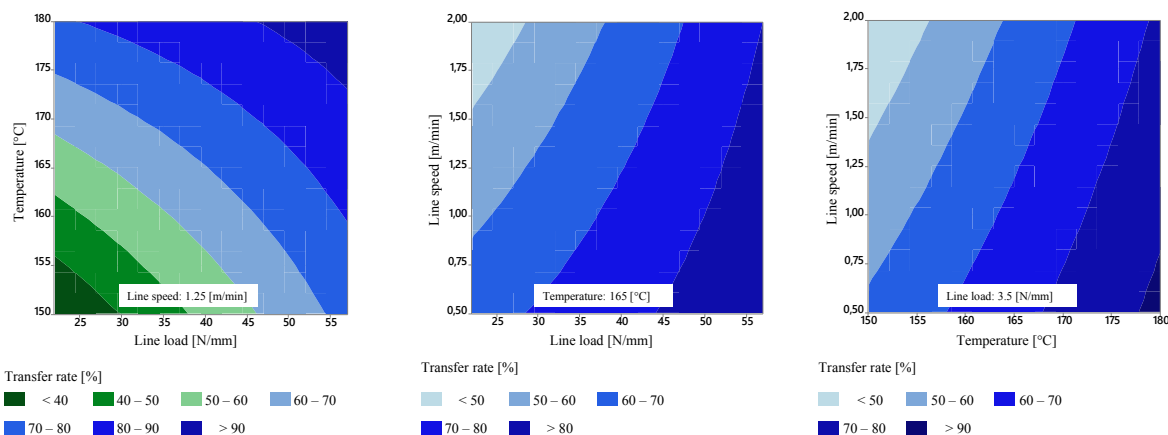 180
175
170
165
160
155
150
Temperature [°C]
Line speed: 1.25 [m/min]
25 30 35 40 45 50 55
Line load [N/mm]
Transfer rate [%]
< 40 40 – 50 50 – 60 60 – 70
70 – 80 80 – 90 > 90
2,00
1,75
1,50
1,25
1,00
0,75
0,50
Line speed [m/min]
Temperature: 165 [°C]
25 30 35 40 45 50 55
Line load [N/mm]
Transfer rate [%]
< 50 50 – 60 60 – 70
70 – 80 > 80
2,00
1,75
1,50
1,25
1,00
0,75
0,50
Line speed [m/min]
Line load: 3.5 [N/mm]
150 155 160 165 170 175 180
Temperature [°C]
Transfer rate [%]
< 50 50 – 60 60 – 70
70 – 80 > 90